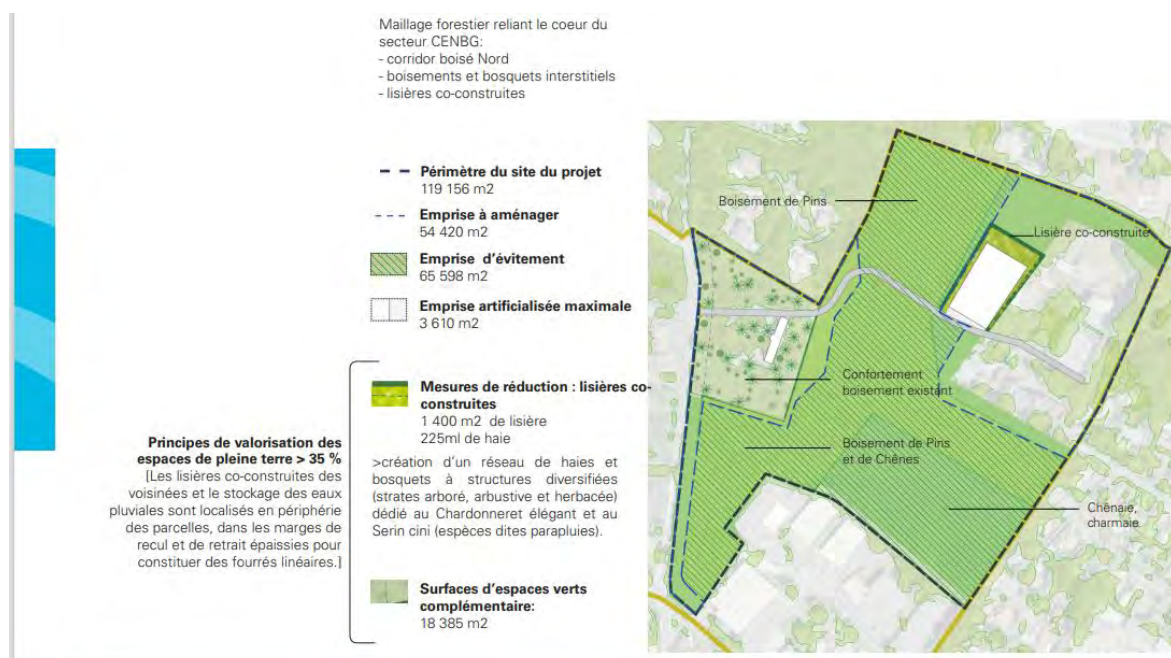 Maillage forestier reliant le coeur du
secteur CENBG:
- corridor boisé Nord
- boisements et bosquets interstitiels
- lisières co-construites
Périmètre du site du projet
119 156 m2
Emprise à aménager
54 420 m2
Emprise d'évitement
65 598 m2
Emprise artificialisée maximale
3 610 m2
Mesures de réduction : lisières co-
construites
1 400 m2 de lisière
225ml de haie
>création d'un réseau de haies et
bosquets à structures diversifiées
(strates arboré, arbustive et herbacée)
dédié au Chardonneret élégant et au
Serin cini (espèces dites parapluies).
Surfaces d'espaces verts
complémentaire:
18 385 m2
Principes de valorisation des
espaces de pleine terre > 35 %
[Les lisières co-construites des
voisinées et le stockage des eaux
pluviales sont localisés en périphérie
des parcelles, dans les marges de
recul et de retrait épaissies pour
constituer des fourrés linéaires.]
Boisement de Pins
Lisière co-construite
Confortement
boisement existant
Boisement de Pins
et de Chênes
Chênaie,
charmaie